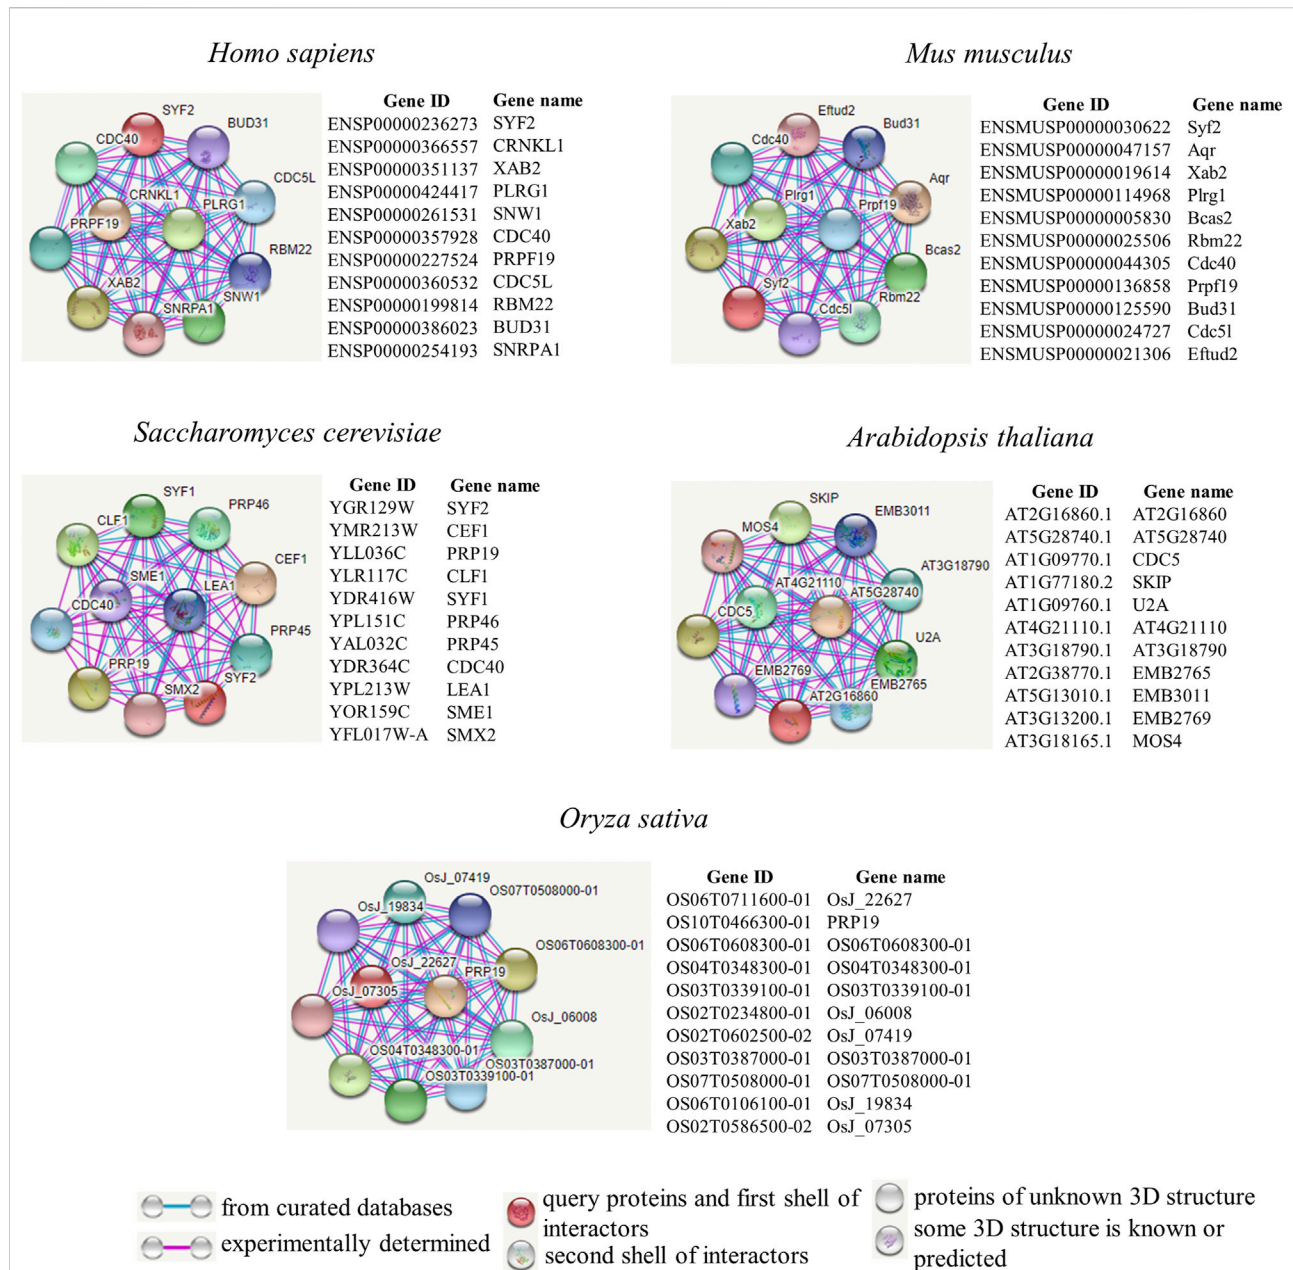 Homo sapiens
SYF2
BUD31
CDC40
CDC5L
CRNKL1
PLRG1
PRPF19
RBM22
XAB2
SNW1
SNRPA1
Gene ID Gene name
ENSP00000236273 SYF2
ENSP00000366557 CRNKL1
ENSP00000351137 XAB2
ENSP00000424417 PLRG1
ENSP00000261531 SNW1
ENSP00000357928 CDC40
ENSP00000227524 PRPF19
ENSP00000360532 CDC5L
ENSP00000199814 RBM22
ENSP00000386023 BUD31
ENSP00000254193 SNRPA1
Mus musculus
Eftud2
Bud31
Cdc40
Aqr
Plrg1
Prpf19
Xab2
Bcas2
Syf2
Rbm22
Cdc5l
Gene ID Gene name
ENSMUSP00000030622 Syf2
ENSMUSP00000047157 Aqr
ENSMUSP00000019614 Xab2
ENSMUSP00000114968 Plrg1
ENSMUSP00000005830 Bcas2
ENSMUSP00000025506 Rbm22
ENSMUSP00000044305 Cdc40
ENSMUSP00000136858 Prpf19
ENSMUSP00000125590 Bud31
ENSMUSP00000024727 Cdc5l
ENSMUSP00000021306 Eftud2
Saccharomyces cerevisiae
SYF1
PRP46
CLF1
CEF1
SME1
LEA1
CDC40
PRP45
PRP19
SYF2
SMX2
Gene ID Gene name
YGR129W SYF2
YMR213W CEF1
YLL036C PRP19
YLR117C CLF1
YDR416W SYF1
YPL151C PRP46
YAL032C PRP45
YDR364C CDC40
YPL213W LEA1
YOR159C SME1
YFL017W-A SMX2
Arabidopsis thaliana
SKIP
EMB3011
MOS4
AT3G18790
AT4G21110
AT5G28740
CDC5
U2A
EMB2769
EMB2765
AT2G16860
Gene ID Gene name
AT2G16860.1 AT2G16860
AT5G28740.1 AT5G28740
AT1G09770.1 CDC5
AT1G77180.2 SKIP
AT1G09760.1 U2A
AT4G21110.1 AT4G21110
AT3G18790.1 AT3G18790
AT2G38770.1 EMB2765
AT5G13010.1 EMB3011
AT3G13200.1 EMB2769
AT3G18165.1 MOS4
Oryza sativa
OsJ_07419
OS07T0508000-01
OsJ_19834
OS06T0608300-01
OsJ_22627
PRP19
OsJ_07305
OsJ_06008
OS04T0348300-01
OS03T0387000-01
OS03T0339100-01
Gene ID Gene name
OS06T0711600-01 OsJ_22627
OS10T0466300-01 PRP19
OS06T0608300-01 OS06T0608300-01
OS04T0348300-01 OS04T0348300-01
OS03T0339100-01 OS03T0339100-01
OS02T0234800-01 OsJ_06008
OS02T0602500-02 OsJ_07419
OS03T0387000-01 OS03T0387000-01
OS07T0508000-01 OS07T0508000-01
OS06T0106100-01 OsJ_19834
OS02T0586500-02 OsJ_07305
from curated databases
experimentally determined
query proteins and first shell of
interactors
second shell of interactors
proteins of unknown 3D structure
some 3D structure is known or
predicted